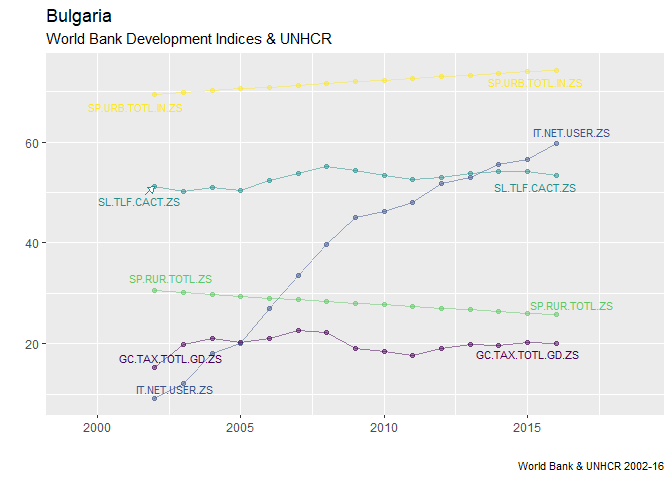 Bulgaria
World Bank Development Indices & UNHCR
SP.URB.TOTL.IN.ZS
SP.URB.TOTL.IN.ZS
IT.NET.USER.ZS
60
SL.TLF.CACT.ZS
SL.TLF.CACT.ZS
40
SP.RUR.TOTL.ZS
SP.RUR.TOTL.ZS
20
GC.TAX.TOTL.GD.ZS
GC.TAX.TOTL.GD.ZS
IT.NET.USER.ZS
2000
2005
2010
2015
World Bank & UNHCR 2002-16